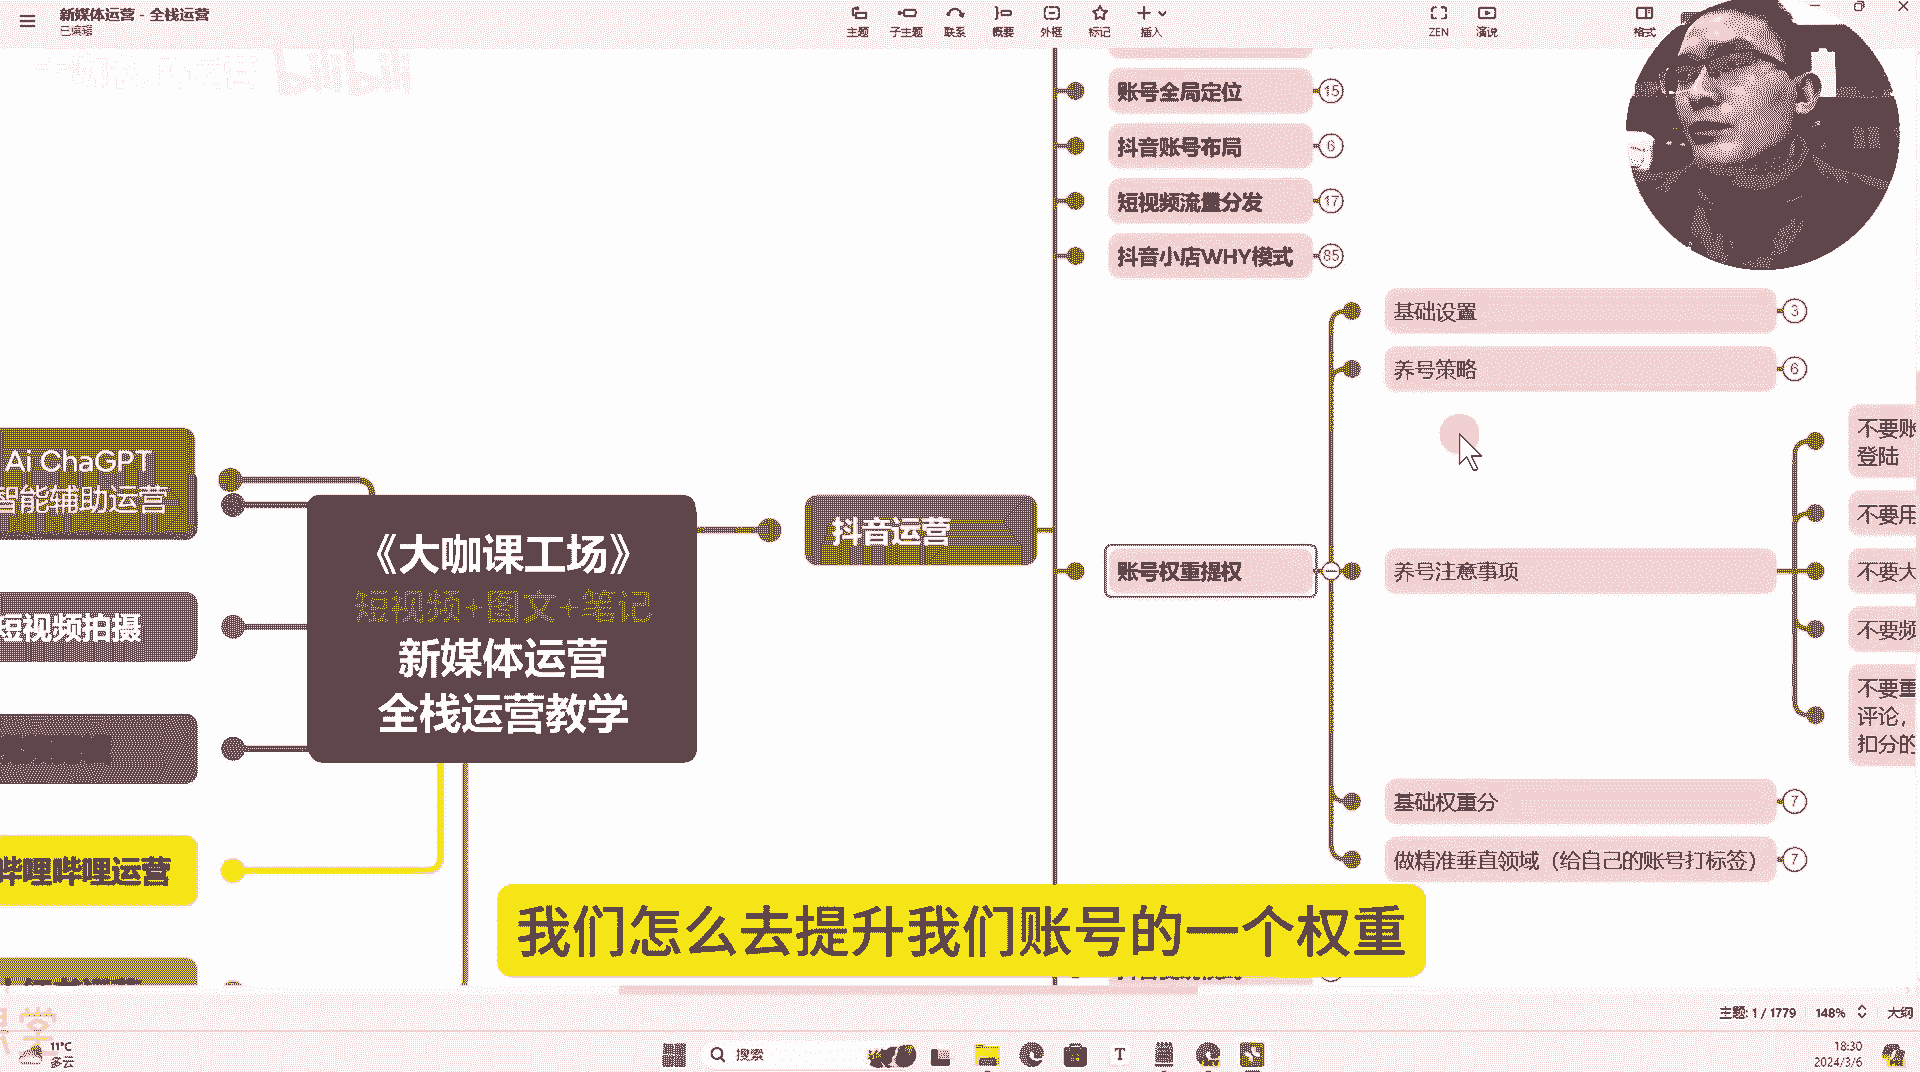 新媒体运营 - 全栈运营
已编辑
主题
子主题
联系
概要
外框
标记
插入
ZEN
演说
格式
bilibili
账号全局定位
15
抖音账号布局
6
短视频流量分发
17
抖音小店WHY模式
85
基础设置
3
养号策略
6
不要账
登陆
不要用
账号权重提权
养号注意事项
不要大
不要频
不要重
评论，
扣分的
基础权重分
7
做精准垂直领域（给自己的账号打标签）
7
Ai ChaGPT
智能辅助运营
短视频拍摄
哔哩哔哩运营
《大咖课工场》
短视频+图文+笔记
新媒体运营
全栈运营教学
抖音运营
我们怎么去提升我们账号的一个权重
主题: 1 / 1779
148%
大纲
11°C
多云
搜索
18:30
2024/3/6